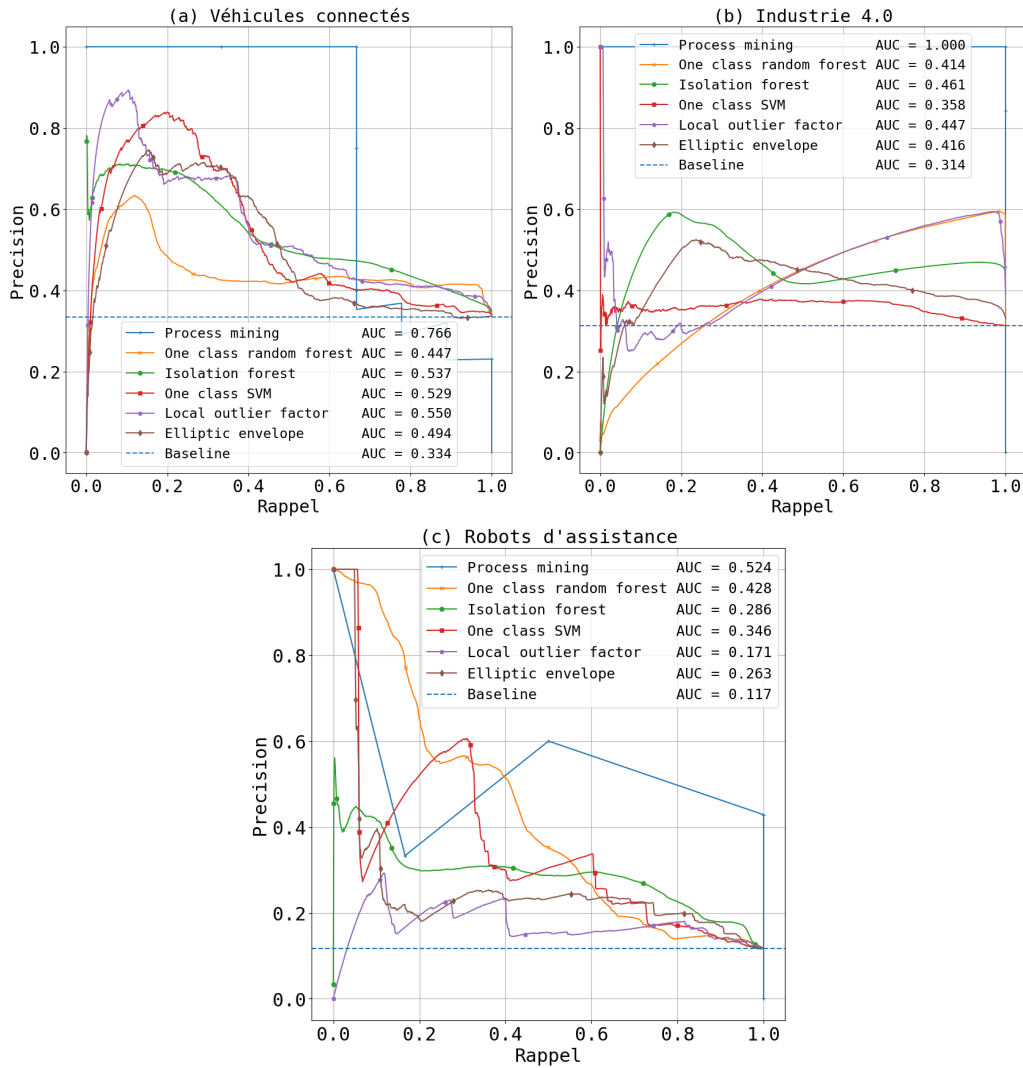 (a) Véhicules connectés
1.0
0.8
0.6
0.4
0.2
0.0
Precision
Process mining AUC = 0.766
One class random forest AUC = 0.447
Isolation forest AUC = 0.537
One class SVM AUC = 0.529
Local outlier factor AUC = 0.550
Elliptic envelope AUC = 0.494
Baseline AUC = 0.334
0.0 0.2 0.4 0.6 0.8 1.0
Rappel
(b) Industrie 4.0
1.0
0.8
0.6
0.4
0.2
0.0
Precision
Process mining AUC = 1.000
One class random forest AUC = 0.414
Isolation forest AUC = 0.461
One class SVM AUC = 0.358
Local outlier factor AUC = 0.447
Elliptic envelope AUC = 0.416
Baseline AUC = 0.314
0.0 0.2 0.4 0.6 0.8 1.0
Rappel
(c) Robots d'assistance
1.0
0.8
0.6
0.4
0.2
0.0
Precision
Process mining AUC = 0.524
One class random forest AUC = 0.428
Isolation forest AUC = 0.286
One class SVM AUC = 0.346
Local outlier factor AUC = 0.171
Elliptic envelope AUC = 0.263
Baseline AUC = 0.117
0.0 0.2 0.4 0.6 0.8 1.0
Rappel